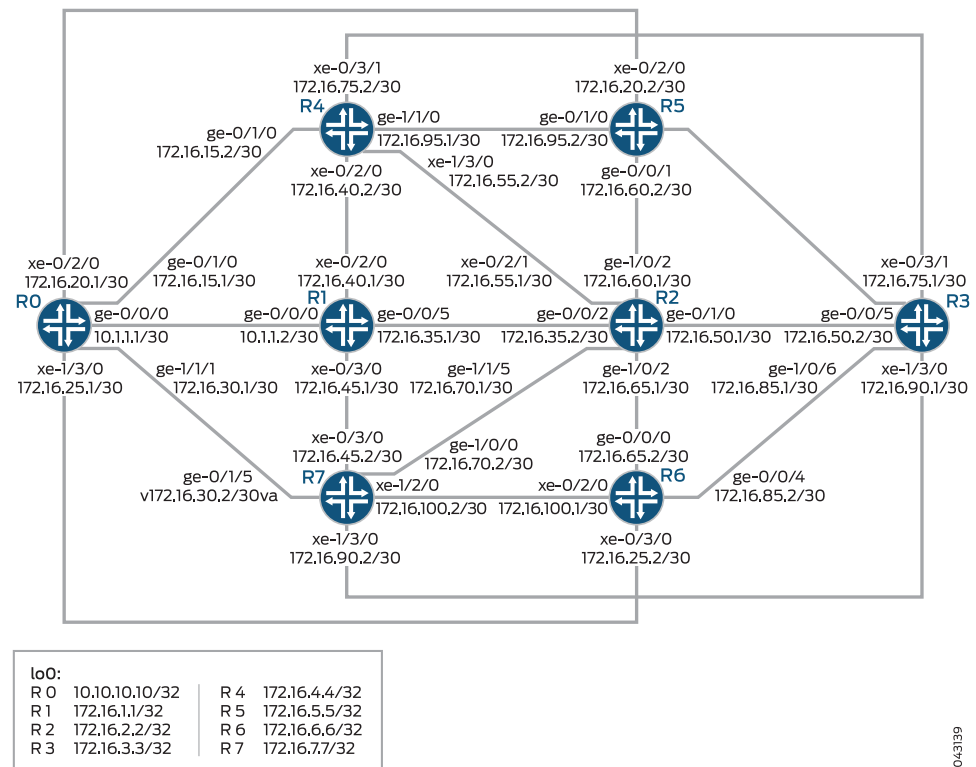 xe-0/3/1
172.16.75.2/30
R4
xe-0/2/0
172.16.20.2/30
R5
ge-0/1/0
172.16.15.2/30
ge-1/1/0
172.16.95.1/30
ge-0/1/0
172.16.95.2/30
xe-0/2/0
172.16.40.2/30
xe-1/3/0
172.16.55.2/30
ge-0/0/1
172.16.60.2/30
xe-0/2/0
172.16.20.1/30
R0
ge-0/1/0
172.16.15.1/30
xe-0/2/0
172.16.40.1/30
R1
xe-0/2/1
172.16.55.1/30
ge-1/0/2
172.16.60.1/30
R2
xe-0/3/1
172.16.75.1/30
R3
ge-0/0/0
10.1.1.1/30
ge-0/0/0
10.1.1.2/30
ge-0/0/5
172.16.35.1/30
ge-0/0/2
172.16.35.2/30
ge-0/1/0
172.16.50.1/30
ge-0/0/5
172.16.50.2/30
xe-1/3/0
172.16.25.1/30
ge-1/1/1
172.16.30.1/30
xe-0/3/0
172.16.45.1/30
ge-1/1/5
172.16.70.1/30
ge-1/0/2
172.16.65.1/30
ge-1/0/6
172.16.85.1/30
xe-1/3/0
172.16.90.1/30
ge-0/1/5
v172.16.30.2/30va
xe-0/3/0
172.16.45.2/30
R7
ge-1/0/0
172.16.70.2/30
ge-0/0/0
172.16.65.2/30
R6
xe-1/2/0
172.16.100.2/30
xe-0/2/0
172.16.100.1/30
ge-0/0/4
172.16.85.2/30
xe-1/3/0
172.16.90.2/30
xe-0/3/0
172.16.25.2/30
lo0:
R 0 10.10.10.10/32 R 4 172.16.4.4/32
R 1 172.16.1.1/32 R 5 172.16.5.5/32
R 2 172.16.2.2/32 R 6 172.16.6.6/32
R 3 172.16.3.3/32 R 7 172.16.7.7/32
043139